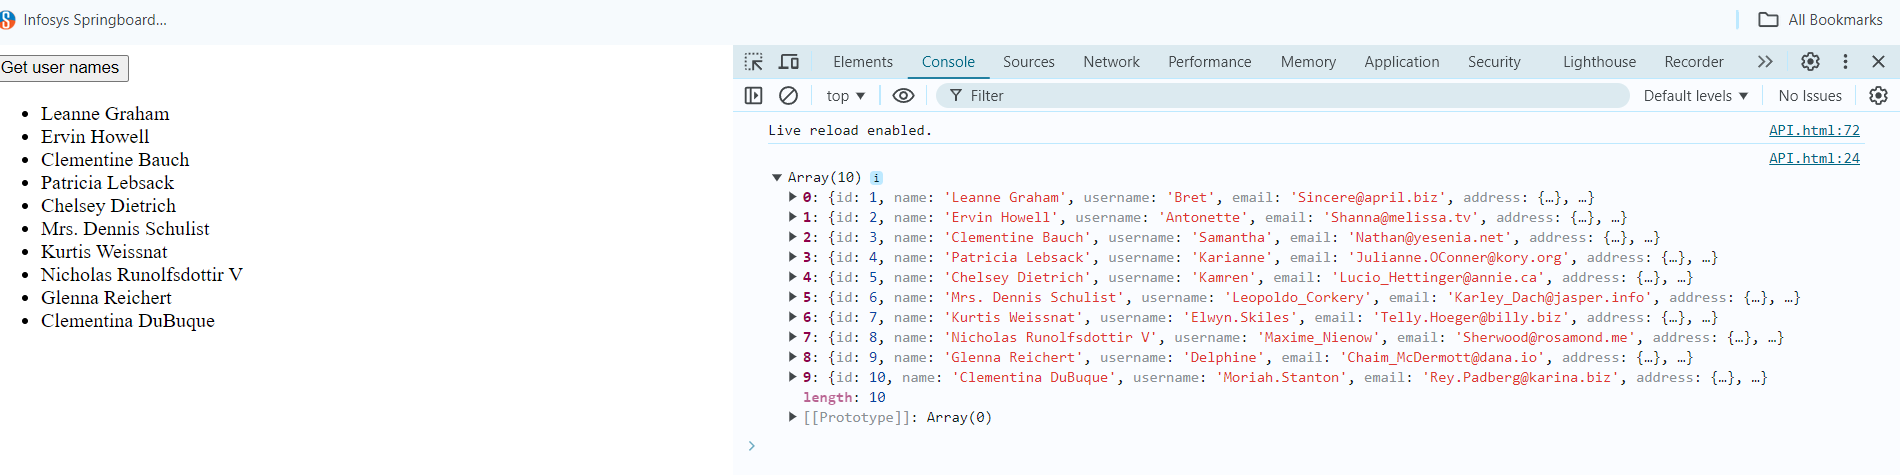 Infosys Springboard...
All Bookmarks
Get user names
Leanne Graham
Ervin Howell
Clementine Bauch
Patricia Lebsack
Chelsey Dietrich
Mrs. Dennis Schulist
Kurtis Weissnat
Nicholas Runolfsdottir V
Glenna Reichert
Clementina DuBuque
Elements Console Sources Network Performance Memory Application Security Lighthouse Recorder
top Filter Default levels No Issues
Live reload enabled. API.html:72
API.html:24
Array(10) i
0: {id: 1, name: 'Leanne Graham', username: 'Bret', email: 'Sincere@april.biz', address: {…}, …}
1: {id: 2, name: 'Ervin Howell', username: 'Antonette', email: 'Shanna@melissa.tv', address: {…}, …}
2: {id: 3, name: 'Clementine Bauch', username: 'Samantha', email: 'Nathan@yesenia.net', address: {…}, …}
3: {id: 4, name: 'Patricia Lebsack', username: 'Karianne', email: 'Julianne.OConner@kory.org', address: {…}, …}
4: {id: 5, name: 'Chelsey Dietrich', username: 'Kamren', email: 'Lucio_Hettinger@annie.ca', address: {…}, …}
5: {id: 6, name: 'Mrs. Dennis Schulist', username: 'Leopoldo_Corkery', email: 'Karley_Dach@jasper.info', address: {…}, …}
6: {id: 7, name: 'Kurtis Weissnat', username: 'Elwyn.Skiles', email: 'Telly.Hoeger@billy.biz', address: {…}, …}
7: {id: 8, name: 'Nicholas Runolfsdottir V', username: 'Maxime_Nienow', email: 'Sherwood@rosamond.me', address: {…}, …}
8: {id: 9, name: 'Glenna Reichert', username: 'Delphine', email: 'Chaim_McDermott@dana.io', address: {…}, …}
9: {id: 10, name: 'Clementina DuBuque', username: 'Moriah.Stanton', email: 'Rey.Padberg@karina.biz', address: {…}, …}
length: 10
[[Prototype]]: Array(0)